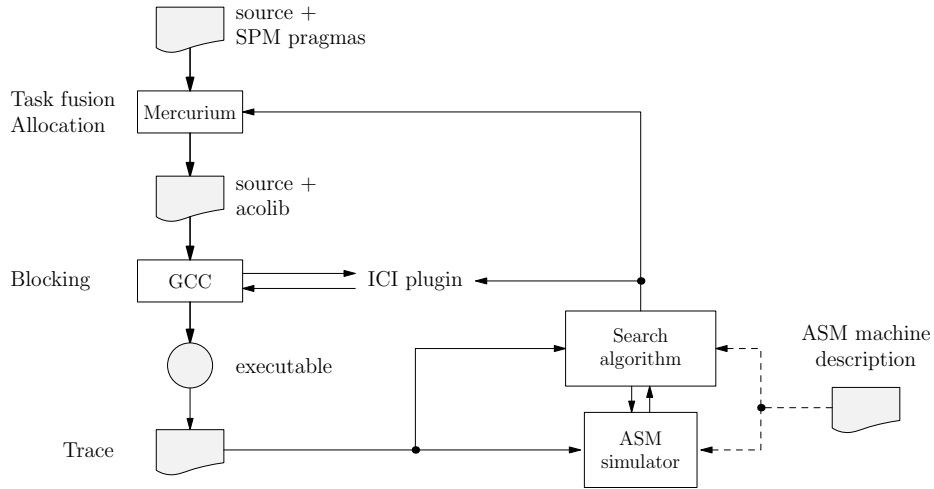 source +
SPM pragmas
Task fusion
Allocation
Mercurium
source +
acolib
Blocking
GCC
ICI plugin
Search
algorithm
ASM machine
description
executable
Trace
ASM
simulator